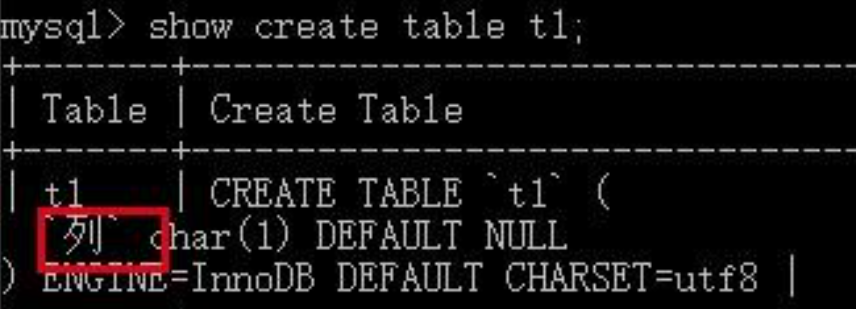 mysql> show create table t1;
+-------+-----------------------------------
| Table | Create Table
+-------+-----------------------------------
| t1    | CREATE TABLE `t1` (
  `列` char(1) DEFAULT NULL
) ENGINE=InnoDB DEFAULT CHARSET=utf8 |